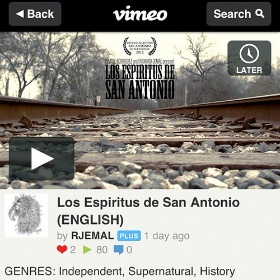 Back
vimeo
Search
LATER
LOS ESPIRITUS DE
SAN ANTONIO
Los Espiritus de San Antonio
(ENGLISH)
by RJEMAL PLUS 1 day ago
2 80 0
GENRES: Independent, Supernatural, History